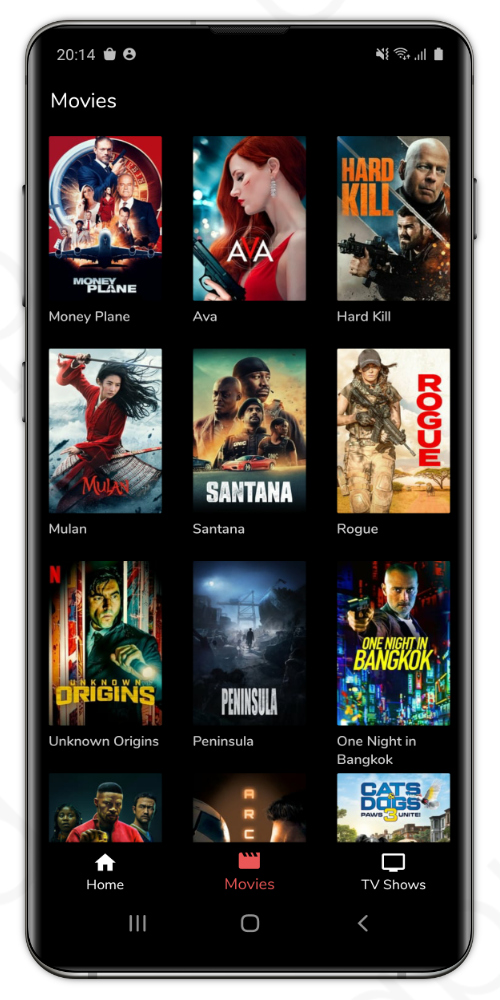 20:14
Movies
MONEY
PLANE
AVA
HARD
KILL
Money Plane
Ava
Hard Kill
MULAN
SANTANA
ROGUE
Mulan
Santana
Rogue
N
UNKNOWN
ORIGINS
PENINSULA
ONE NIGHT IN
BANGKOK
Unknown Origins
Peninsula
One Night in
Bangkok
ARC
CATS
DOGS
3
PAWS UNITE!
Home
Movies
TV Shows